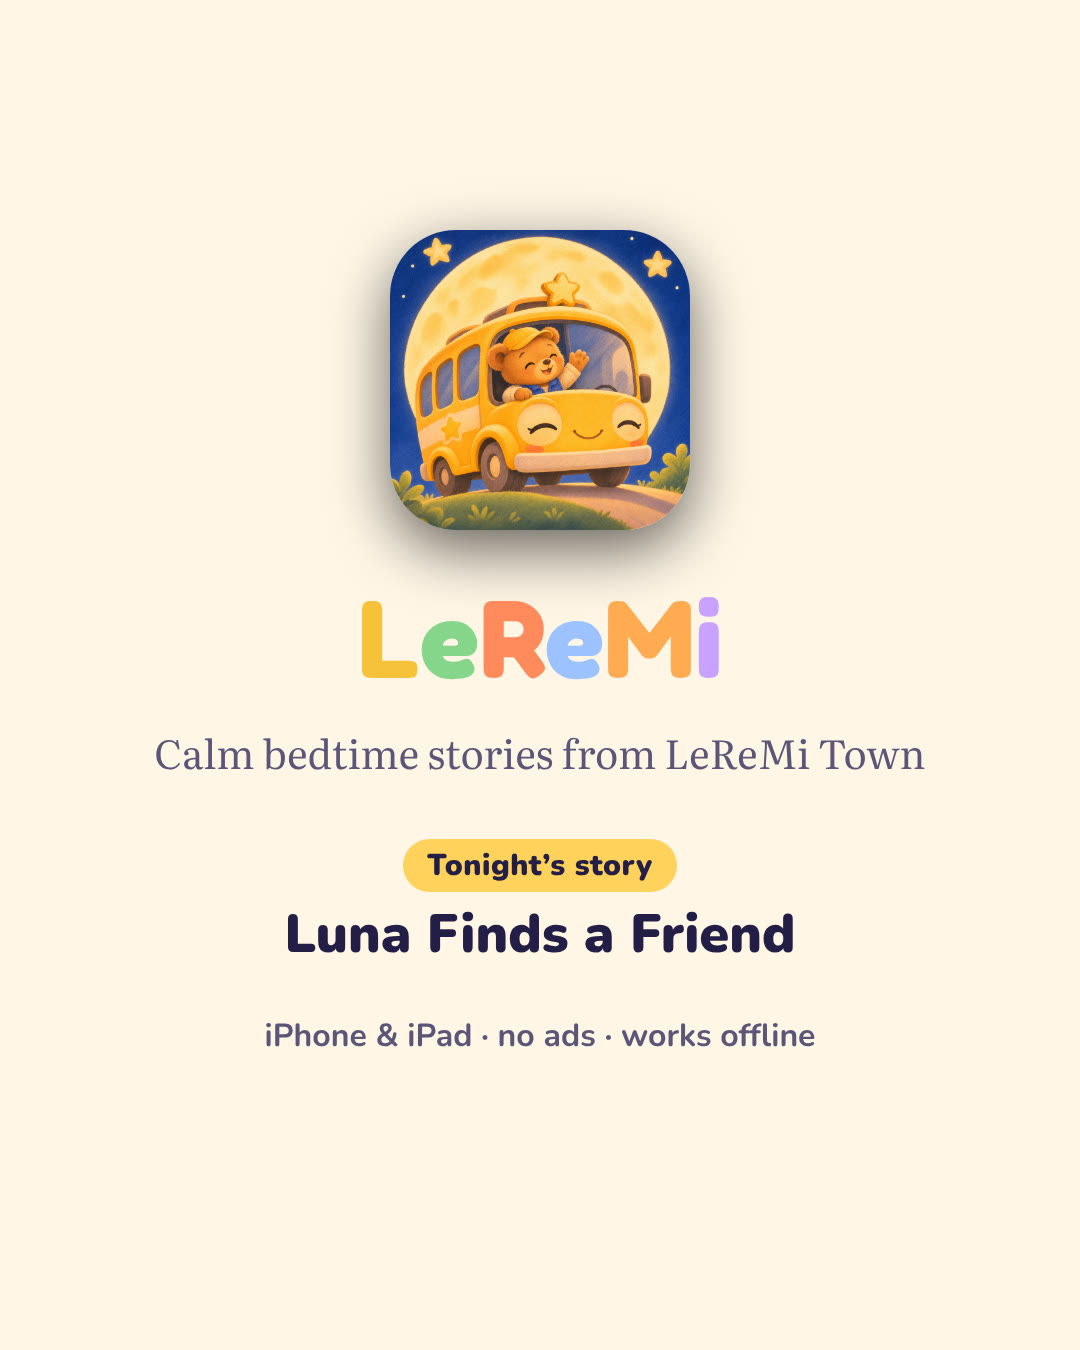 LeReMi
Calm bedtime stories from LeReMi Town
Tonight’s story
Luna Finds a Friend
iPhone & iPad · no ads · works offline